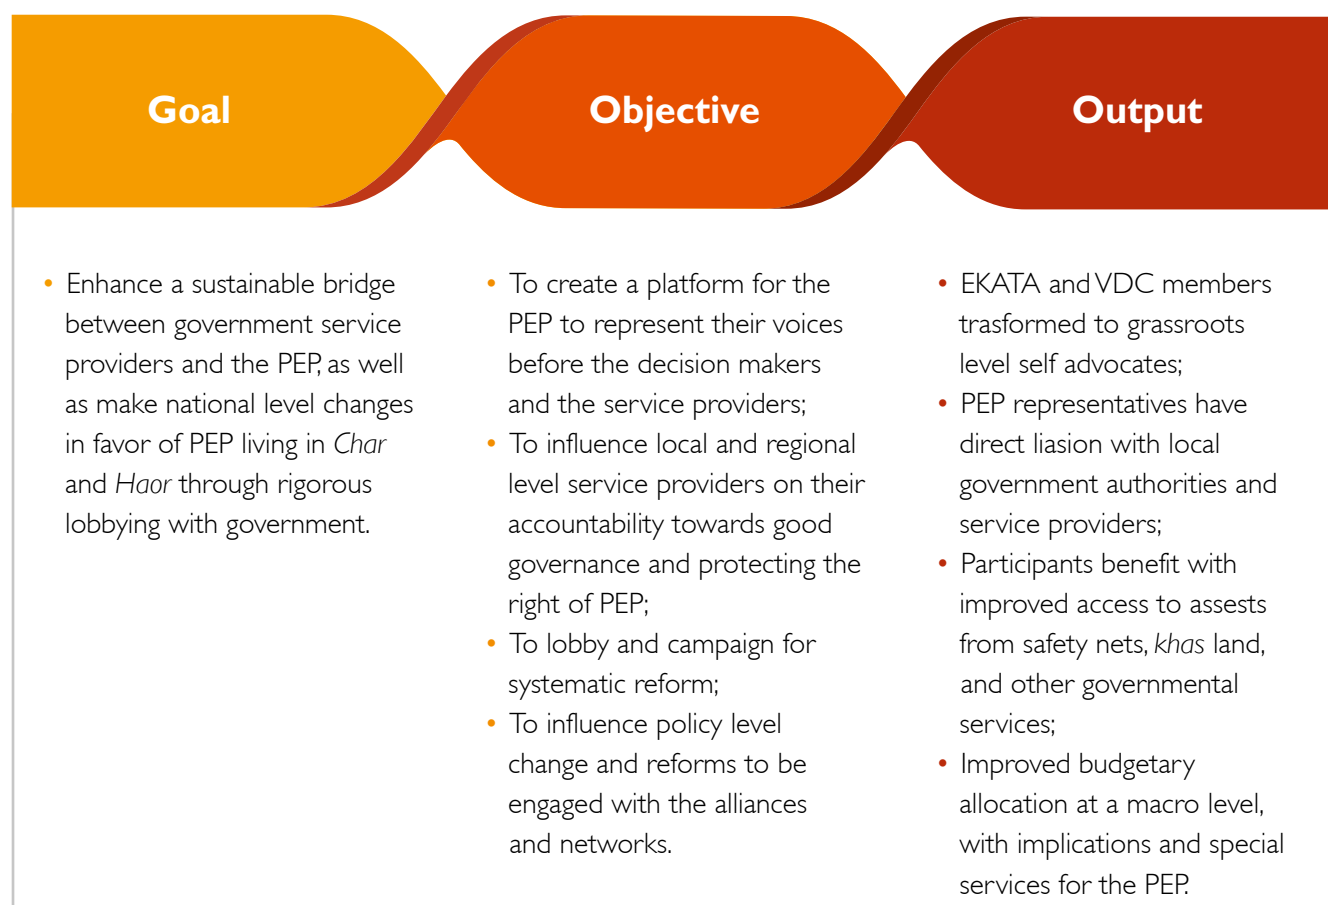 Goal
Objective
Output
• Enhance a sustainable bridge
between government service
providers and the PEP, as well
as make national level changes
in favor of PEP living in Char
and Haor through rigorous
lobbying with government.
• To create a platform for the
PEP to represent their voices
before the decision makers
and the service providers;
• To influence local and regional
level service providers on their
accountability towards good
governance and protecting the
right of PEP;
• To lobby and campaign for
systematic reform;
• To influence policy level
change and reforms to be
engaged with the alliances
and networks.
• EKATA and VDC members
trasformed to grassroots
level self advocates;
• PEP representatives have
direct liasion with local
government authorities and
service providers;
• Participants benefit with
improved access to assests
from safety nets, khas land,
and other governmental
services;
• Improved budgetary
allocation at a macro level,
with implications and special
services for the PEP.